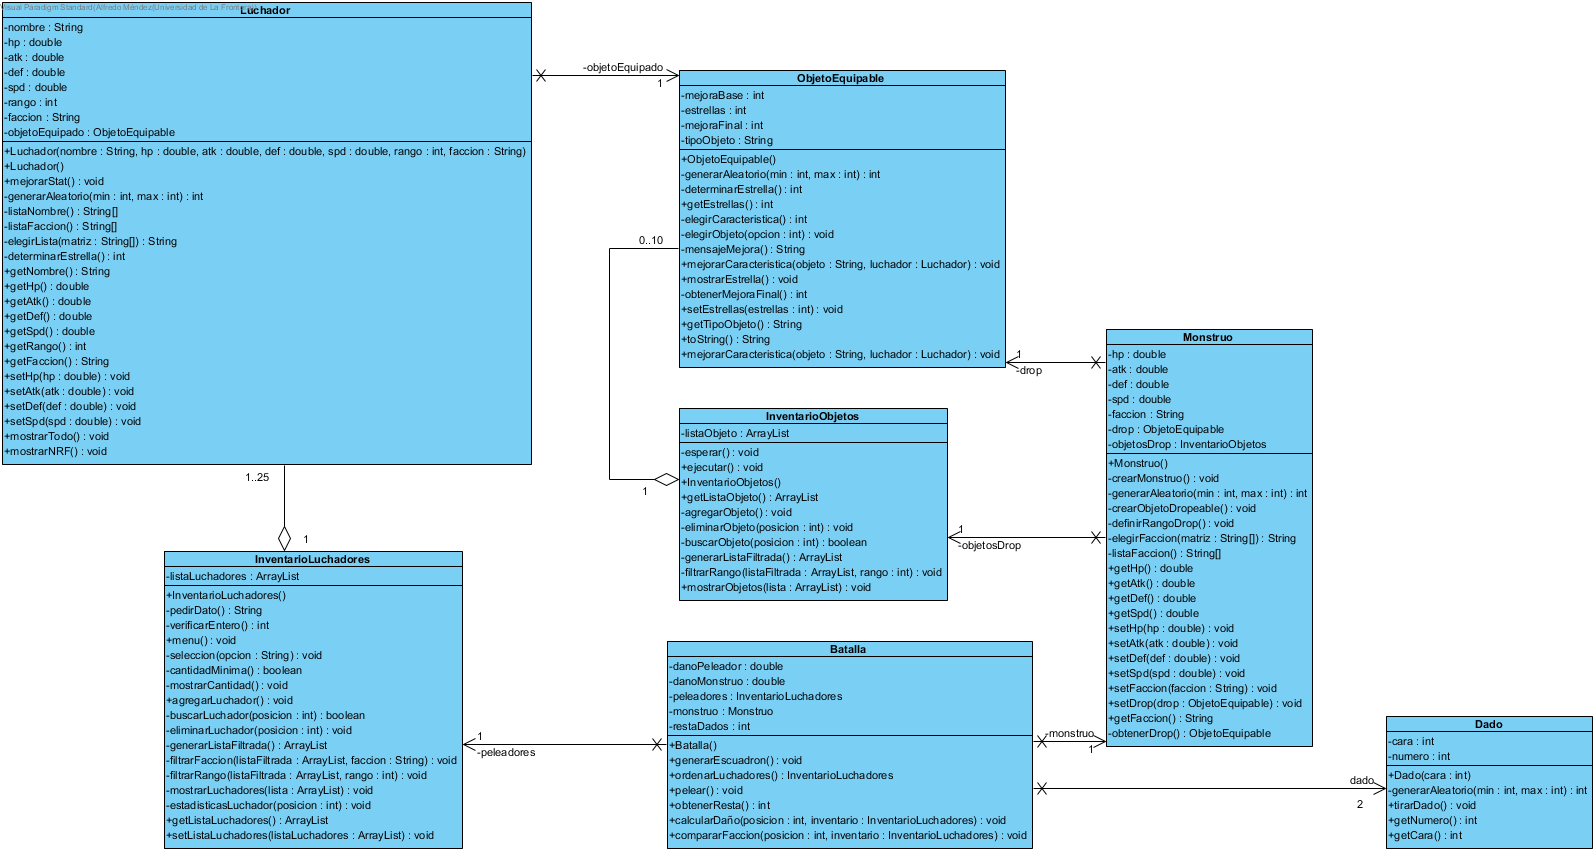 Visual Paradigm Standard(Alfredo Méndez(Universidad de La Frontera))
Luchador
-nombre : String
-hp : double
-atk : double
-def : double
-spd : double
-rango : int
-faccion : String
-objetoEquipado : ObjetoEquipable
+Luchador(nombre : String, hp : double, atk : double, def : double, spd : double, rango : int, faccion : String)
+Luchador()
+mejorarStat() : void
-generarAleatorio(min : int, max : int) : int
-listaNombre() : String[]
-listaFaccion() : String[]
-elegirLista(matriz : String[]) : String
-determinarEstrella() : int
+getNombre() : String
+getHp() : double
+getAtk() : double
+getDef() : double
+getSpd() : double
+getRango() : int
+getFaccion() : String
+setHp(hp : double) : void
+setAtk(atk : double) : void
+setDef(def : double) : void
+setSpd(spd : double) : void
+mostrarTodo() : void
+mostrarNRF() : void
-objetoEquipado
1
ObjetoEquipable
-mejoraBase : int
-estrellas : int
-mejoraFinal : int
-tipoObjeto : String
+ObjetoEquipable()
-generarAleatorio(min : int, max : int) : int
-determinarEstrella() : int
+getEstrellas() : int
-elegirCaracteristica() : int
-elegirObjeto(opcion : int) : void
-mensajeMejora() : String
+mejorarCaracteristica(objeto : String, luchador : Luchador) : void
+mostrarEstrella() : void
-obtenerMejoraFinal() : int
+setEstrellas(estrellas : int) : void
+getTipoObjeto() : String
+toString() : String
+mejorarCaracteristica(objeto : String, luchador : Luchador) : void
0..10
1
1
-drop
Monstruo
-hp : double
-atk : double
-def : double
-spd : double
-faccion : String
-drop : ObjetoEquipable
-objetosDrop : InventarioObjetos
+Monstruo()
-crearMonstruo() : void
-generarAleatorio(min : int, max : int) : int
-crearObjetoDropeable() : void
-definirRangoDrop() : void
-elegirFaccion(matriz : String[]) : String
-listaFaccion() : String[]
+getHp() : double
+getAtk() : double
+getDef() : double
+getSpd() : double
+setHp(hp : double) : void
+setAtk(atk : double) : void
+setDef(def : double) : void
+setSpd(spd : double) : void
+setFaccion(faccion : String) : void
+setDrop(drop : ObjetoEquipable) : void
+getFaccion() : String
-obtenerDrop() : ObjetoEquipable
InventarioObjetos
-listaObjeto : ArrayList
-esperar() : void
+ejecutar() : void
+InventarioObjetos()
+getListaObjeto() : ArrayList
-agregarObjeto() : void
-eliminarObjeto(posicion : int) : void
-buscarObjeto(posicion : int) : boolean
-generarListaFiltrada() : ArrayList
-filtrarRango(listaFiltrada : ArrayList, rango : int) : void
+mostrarObjetos(lista : ArrayList) : void
1
-objetosDrop
1..25
1
InventarioLuchadores
-listaLuchadores : ArrayList
+InventarioLuchadores()
-pedirDato() : String
-verificarEntero() : int
+menu() : void
-seleccion(opcion : String) : void
-cantidadMinima() : boolean
-mostrarCantidad() : void
+agregarLuchador() : void
-buscarLuchador(posicion : int) : boolean
-eliminarLuchador(posicion : int) : void
-generarListaFiltrada() : ArrayList
-filtrarFaccion(listaFiltrada : ArrayList, faccion : String) : void
-filtrarRango(listaFiltrada : ArrayList, rango : int) : void
-mostrarLuchadores(lista : ArrayList) : void
-estadisticasLuchador(posicion : int) : void
+getListaLuchadores() : ArrayList
+setListaLuchadores(listaLuchadores : ArrayList) : void
1
-peleadores
Batalla
-danoPeleador : double
-danoMonstruo : double
-peleadores : InventarioLuchadores
-monstruo : Monstruo
-restaDados : int
+Batalla()
+generarEscuadron() : void
+ordenarLuchadores() : InventarioLuchadores
+pelear() : void
+obtenerResta() : int
+calcularDaño(posicion : int, inventario : InventarioLuchadores) : void
+compararFaccion(posicion : int, inventario : InventarioLuchadores) : void
-monstruo
1
dado
2
Dado
-cara : int
-numero : int
+Dado(cara : int)
-generarAleatorio(min : int, max : int) : int
+tirarDado() : void
+getNumero() : int
+getCara() : int